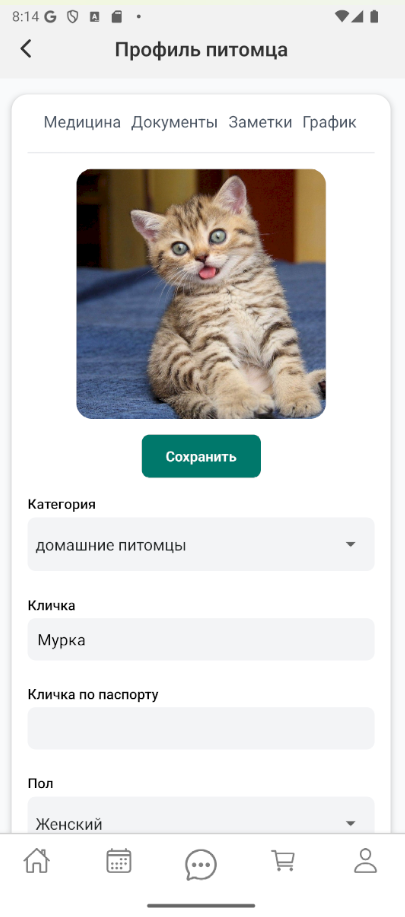 8:14
Профиль питомца
Медицина Документы Заметки График
Сохранить
Категория
домашние питомцы
Кличка
Мурка
Кличка по паспорту
Пол
Женский